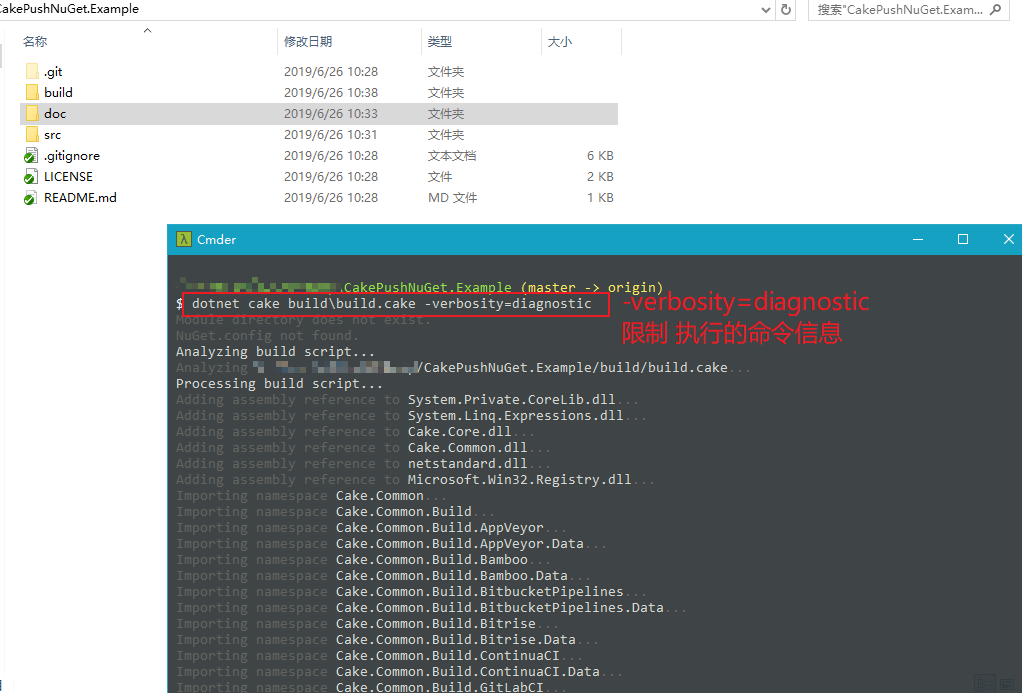 CakePushNuGet.Example
搜索"CakePushNuGet.Exam...
名称 修改日期 类型 大小
.git 2019/6/26 10:28 文件夹
build 2019/6/26 10:38 文件夹
doc 2019/6/26 10:33 文件夹
src 2019/6/26 10:31 文件夹
.gitignore 2019/6/26 10:28 文本文档 6 KB
LICENSE 2019/6/26 10:28 文件 2 KB
README.md 2019/6/26 10:28 MD 文件 1 KB
λ Cmder
.CakePushNuGet.Example (master -> origin)
$ dotnet cake build\build.cake -verbosity=diagnostic
-verbosity=diagnostic
限制 执行的命令信息
Module directory does not exist.
NuGet.config not found.
Analyzing build script...
Analyzing /CakePushNuGet.Example/build/build.cake...
Processing build script...
Adding assembly reference to System.Private.CoreLib.dll...
Adding assembly reference to System.Linq.Expressions.dll...
Adding assembly reference to Cake.Core.dll...
Adding assembly reference to Cake.Common.dll...
Adding assembly reference to netstandard.dll...
Adding assembly reference to Microsoft.Win32.Registry.dll...
Importing namespace Cake.Common...
Importing namespace Cake.Common.Build...
Importing namespace Cake.Common.Build.AppVeyor...
Importing namespace Cake.Common.Build.AppVeyor.Data...
Importing namespace Cake.Common.Build.Bamboo...
Importing namespace Cake.Common.Build.Bamboo.Data...
Importing namespace Cake.Common.Build.BitbucketPipelines...
Importing namespace Cake.Common.Build.BitbucketPipelines.Data...
Importing namespace Cake.Common.Build.Bitrise...
Importing namespace Cake.Common.Build.Bitrise.Data...
Importing namespace Cake.Common.Build.ContinuaCI...
Importing namespace Cake.Common.Build.ContinuaCI.Data...
Importing namespace Cake.Common.Build.GitLabCI...